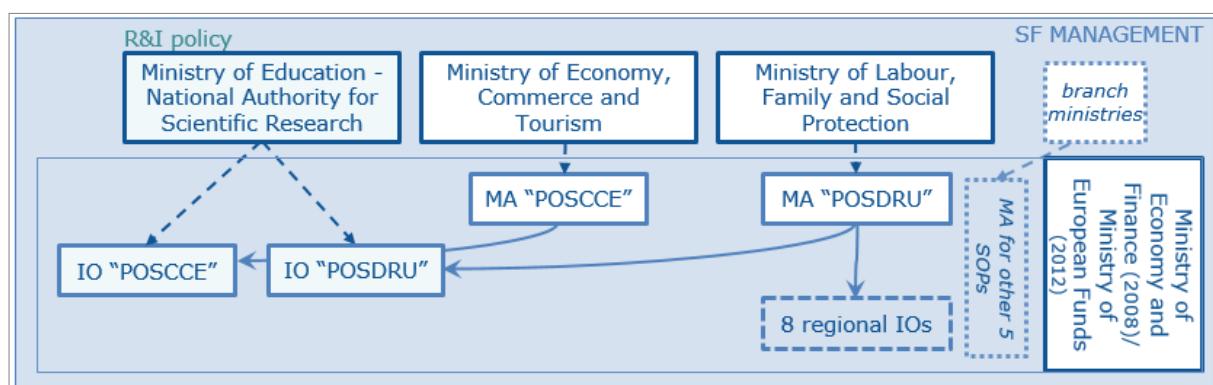 R&I policy
SF MANAGEMENT
Ministry of Education -
National Authority for
Scientific Research
Ministry of Economy,
Commerce and
Tourism
Ministry of Labour,
Family and Social
Protection
branch
ministries
MA “POSCCE”
MA “POSDRU”
IO “POSCCE”
IO “POSDRU”
8 regional IOs
MA for other 5
SOPs
Ministry of
Economy and
Finance (2008)/
Ministry of
European Funds
(2012)